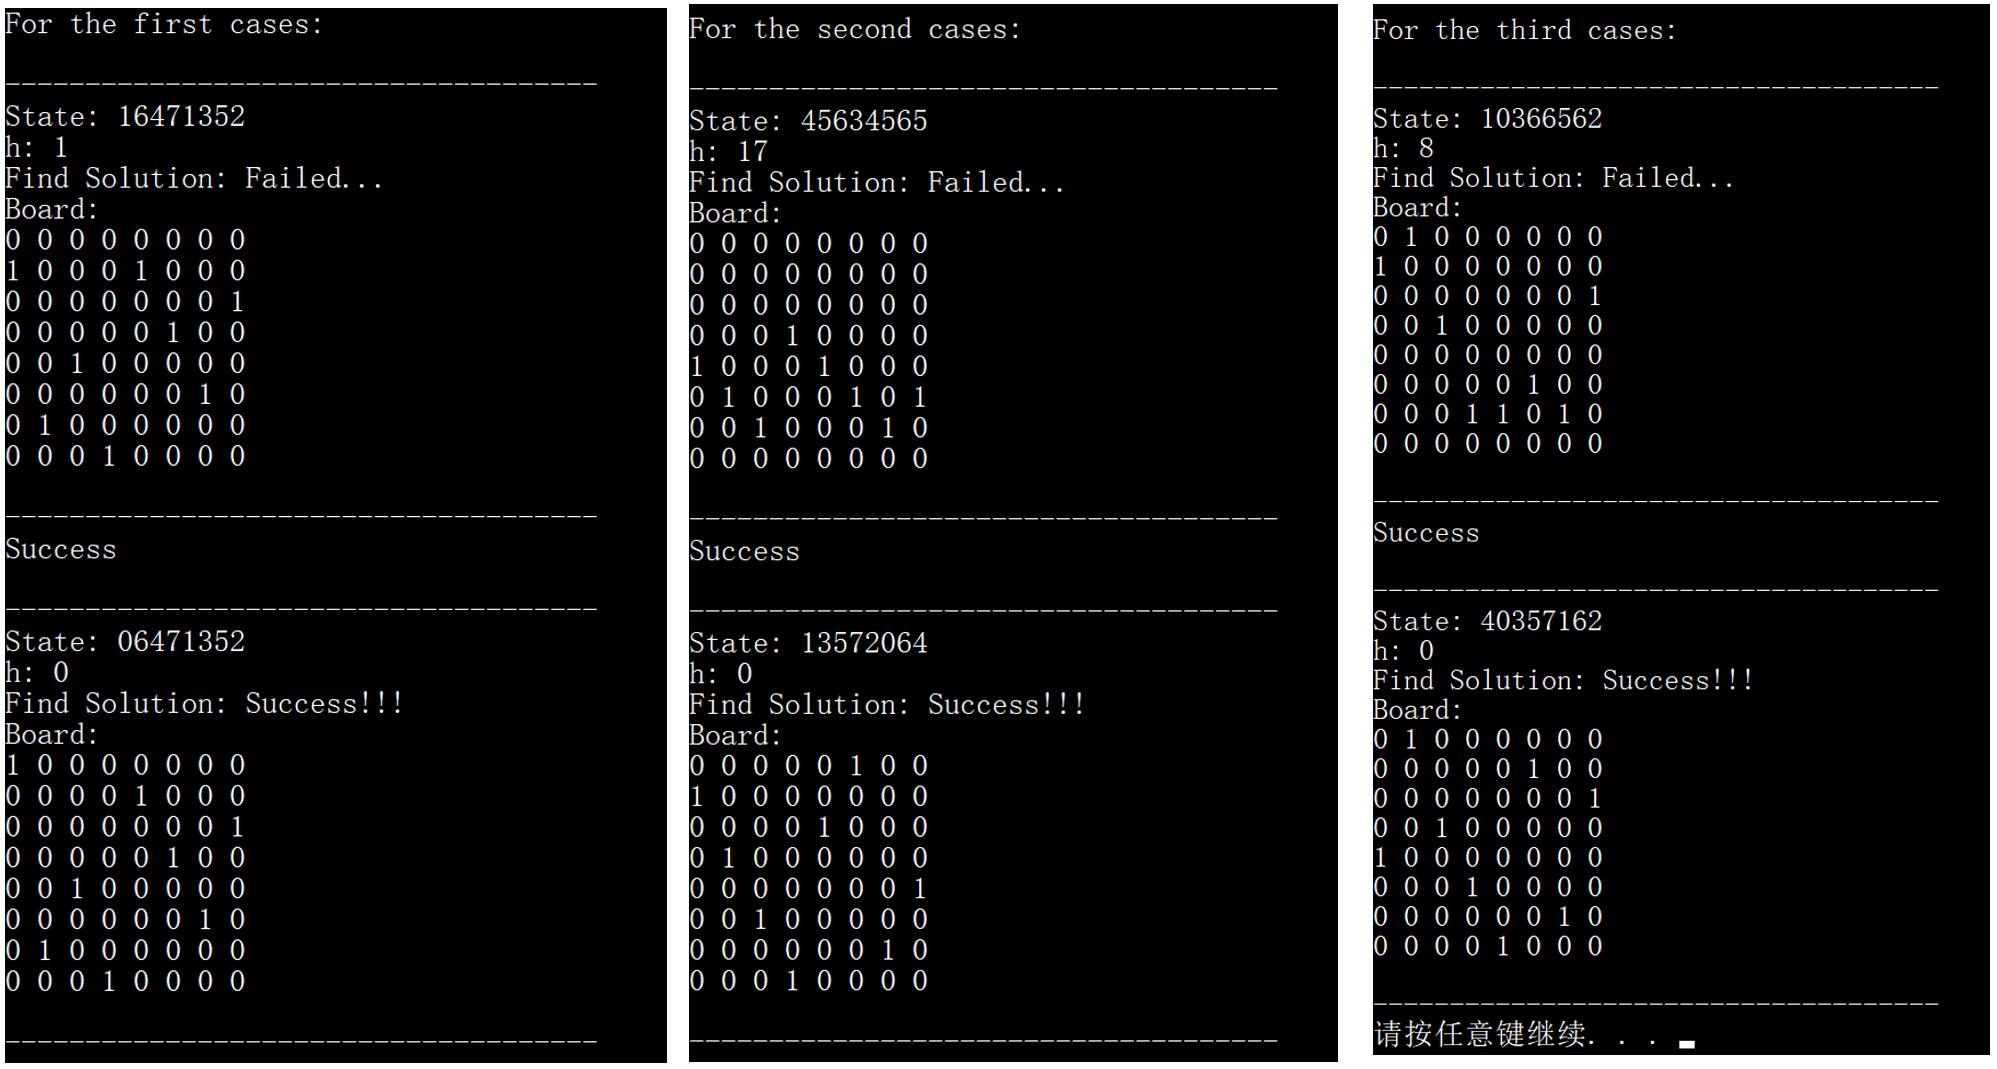 For the first cases:
-------------------------------------
State: 16471352
h: 1
Find Solution: Failed...
Board:
0 0 0 0 0 0 0 0
1 0 0 0 1 0 0 0
0 0 0 0 0 0 0 1
0 0 0 0 0 1 0 0
0 0 1 0 0 0 0 0
0 0 0 0 0 0 1 0
0 1 0 0 0 0 0 0
0 0 0 1 0 0 0 0
-------------------------------------
Success
-------------------------------------
State: 06471352
h: 0
Find Solution: Success!!!
Board:
1 0 0 0 0 0 0 0
0 0 0 0 1 0 0 0
0 0 0 0 0 0 0 1
0 0 0 0 0 1 0 0
0 0 1 0 0 0 0 0
0 0 0 0 0 0 1 0
0 1 0 0 0 0 0 0
0 0 0 1 0 0 0 0
-------------------------------------
For the second cases:
-------------------------------------
State: 45634565
h: 17
Find Solution: Failed...
Board:
0 0 0 0 0 0 0 0
0 0 0 0 0 0 0 0
0 0 0 0 0 0 0 0
0 0 0 1 0 0 0 0
1 0 0 0 1 0 0 0
0 1 0 0 0 1 0 1
0 0 1 0 0 0 1 0
0 0 0 0 0 0 0 0
-------------------------------------
Success
-------------------------------------
State: 13572064
h: 0
Find Solution: Success!!!
Board:
0 0 0 0 0 1 0 0
1 0 0 0 0 0 0 0
0 0 0 0 1 0 0 0
0 1 0 0 0 0 0 0
0 0 0 0 0 0 0 1
0 0 1 0 0 0 0 0
0 0 0 0 0 0 1 0
0 0 0 1 0 0 0 0
-------------------------------------
For the third cases:
-------------------------------------
State: 10366562
h: 8
Find Solution: Failed...
Board:
0 1 0 0 0 0 0 0
1 0 0 0 0 0 0 0
0 0 0 0 0 0 0 1
0 0 1 0 0 0 0 0
0 0 0 0 0 0 0 0
0 0 0 0 0 1 0 0
0 0 0 1 1 0 1 0
0 0 0 0 0 0 0 0
-------------------------------------
Success
-------------------------------------
State: 40357162
h: 0
Find Solution: Success!!!
Board:
0 1 0 0 0 0 0 0
0 0 0 0 0 1 0 0
0 0 0 0 0 0 0 1
0 0 1 0 0 0 0 0
1 0 0 0 0 0 0 0
0 0 0 1 0 0 0 0
0 0 0 0 0 0 1 0
0 0 0 0 1 0 0 0
-------------------------------------
请按任意键继续. . .